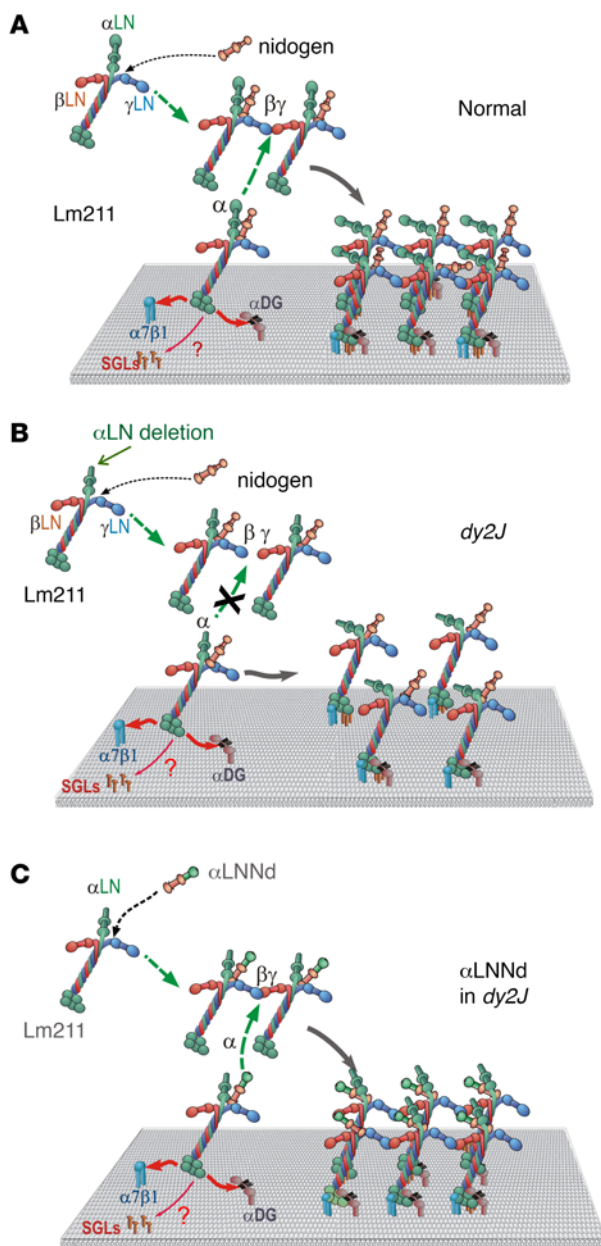 A
αLN
nidogen
βLN
γLN
βγ
Normal
Lm211
α
α7β1
αDG
SGLs
?
B
αLN deletion
nidogen
βLN
γLN
β γ
dy2J
Lm211
X
α
α7β1
SGLs
?
αDG
C
αLNNd
αLN
βγ
αLNNd
in dy2J
Lm211
α
α7β1
SGLs
?
αDG